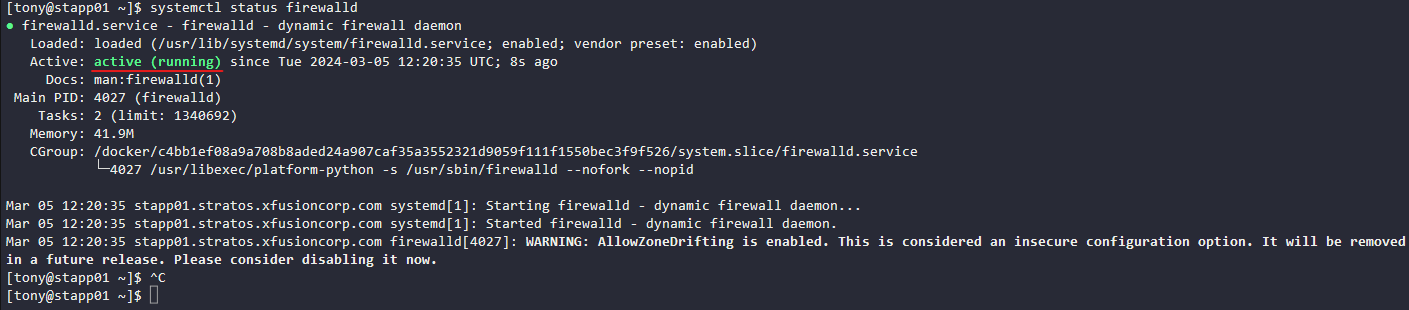 [tony@stapp01 ~]$ systemctl status firewalld
● firewalld.service - firewalld - dynamic firewall daemon
   Loaded: loaded (/usr/lib/systemd/system/firewalld.service; enabled; vendor preset: enabled)
   Active: active (running) since Tue 2024-03-05 12:20:35 UTC; 8s ago
     Docs: man:firewalld(1)
 Main PID: 4027 (firewalld)
    Tasks: 2 (limit: 1340692)
   Memory: 41.9M
   CGroup: /docker/c4bb1ef08a9a708b8aded24a907caf35a3552321d9059f111f1550bec3f9f526/system.slice/firewalld.service
           └─4027 /usr/libexec/platform-python -s /usr/sbin/firewalld --nofork --nopid

Mar 05 12:20:35 stapp01.stratos.xfusioncorp.com systemd[1]: Starting firewalld - dynamic firewall daemon...
Mar 05 12:20:35 stapp01.stratos.xfusioncorp.com systemd[1]: Started firewalld - dynamic firewall daemon.
Mar 05 12:20:35 stapp01.stratos.xfusioncorp.com firewalld[4027]: WARNING: AllowZoneDrifting is enabled. This is considered an insecure configuration option. It will be removed
in a future release. Please consider disabling it now.
[tony@stapp01 ~]$ ^C
[tony@stapp01 ~]$